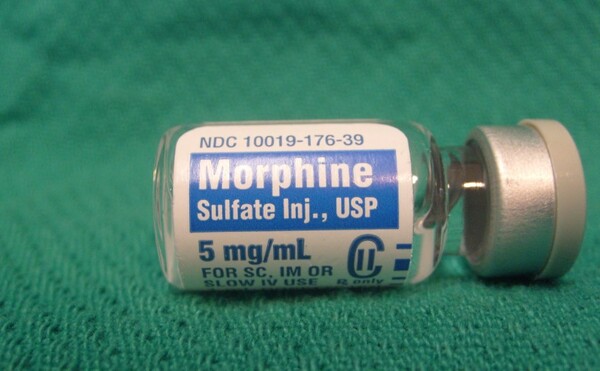 NDC 10019-176-39
Morphine
Sulfate Inj., USP
5 mg/mL
CII
FOR SC, IM OR
SLOW IV USE ℞ only